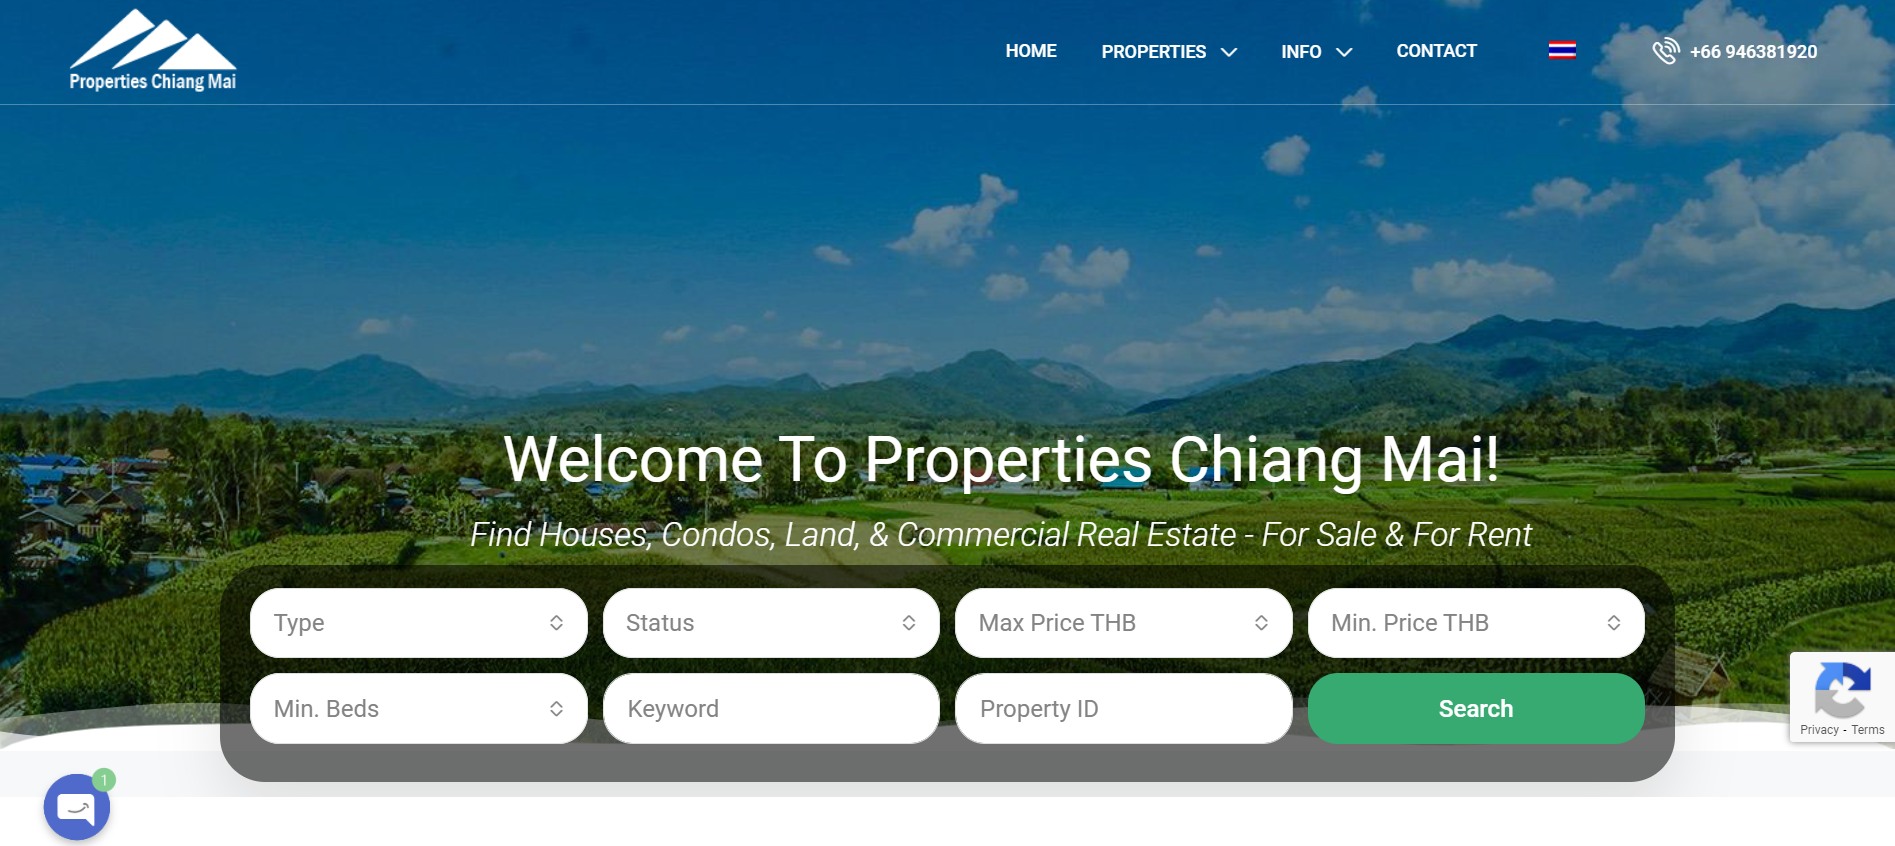 Properties Chiang Mai
HOME
PROPERTIES
INFO
CONTACT
+66 946381920
Welcome To Properties Chiang Mai!
Find Houses, Condos, Land, & Commercial Real Estate - For Sale & For Rent
Type
Status
Max Price THB
Min. Price THB
Min. Beds
Keyword
Property ID
Search
Privacy - Terms
1